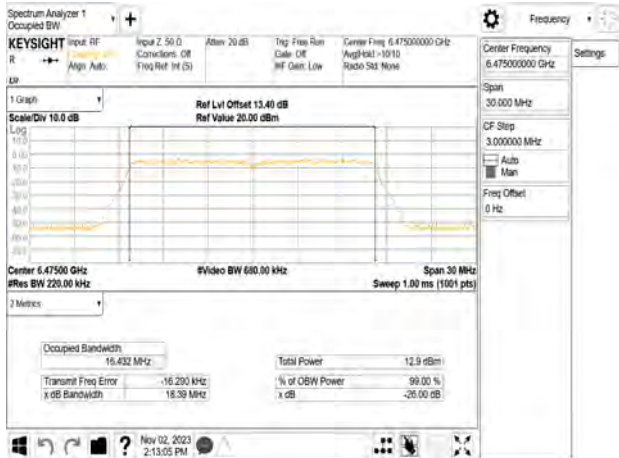 Spectrum Analyzer 1
Occupied BW
+
Frequency
KEYSIGHT
R
Input: RF
Align: Auto
Input Z: 50 Ω
Corrections: Off
Freq Ref: Int (S)
Atten: 20 dB
Trig: Free Run
Gate: Off
#IF Gain: Low
Center Freq: 6.475000000 GHz
Avg|Hold: >10/10
Radio Std: None
Center Frequency
6.475000000 GHz
Settings
Span
30.000 MHz
CF Step
3.000000 MHz
Auto
Man
Freq Offset
0 Hz
1 Graph
Scale/Div 10.0 dB
Ref Lvl Offset 13.40 dB
Ref Value 20.00 dBm
Log
Center 6.47500 GHz
#Res BW 220.00 kHz
#Video BW 680.00 kHz
Span 30 MHz
Sweep 1.00 ms (1001 pts)
2 Metrics
Occupied Bandwidth
16.432 MHz
Total Power
12.9 dBm
Transmit Freq Error
-16.290 kHz
% of OBW Power
99.00 %
x dB Bandwidth
18.39 MHz
x dB
-26.00 dB
?
Nov 02, 2023
2:13:05 PM